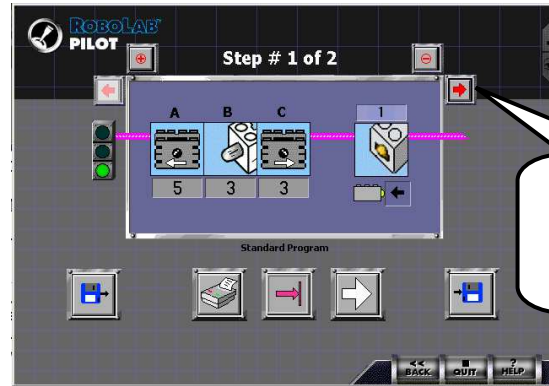 ROBOLAB
PILOT
Step # 1 of 2
A B C 1
5 3 3
Standard Program
<< BACK QUIT ? HELP